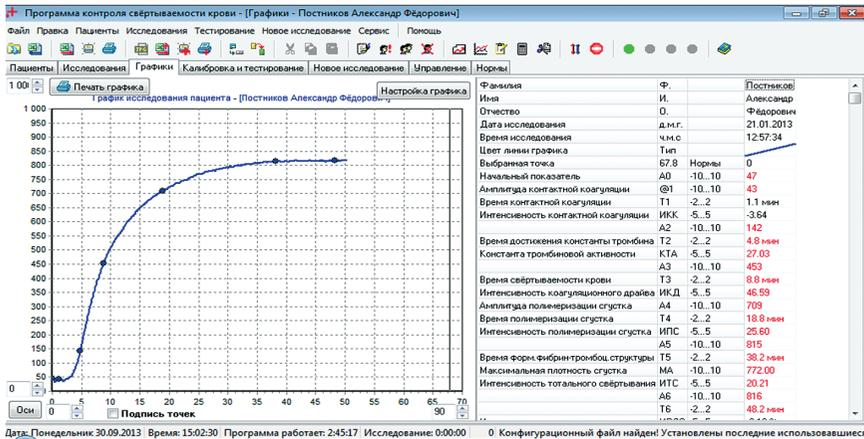 Программа контроля свёртываемости крови - [Графики - Постников Александр Фёдорович]
Файл Правка Пациенты Исследования Тестирование Новое исследование Сервис Помощь
Пациенты Исследования Графики Калибровка и тестирование Новое исследование Управление Нормы
1 00 Печать графика Настройка графика
График исследования пациента - [Постников Александр Фёдорович]
1 000
950
900
850
800
750
700
650
600
550
500
450
400
350
300
250
200
150
100
50
0
0 5 10 15 20 25 30 35 40 45 50 55 60 65 70
Оси 0 Подпись точек 90
Фамилия Ф. Постников
Имя И. Александр
Отчество О. Фёдорович
Дата исследования д.м.г. 21.01.2013
Время исследования ч.м.с 12:57:34
Цвет линии графика Тип
Выбранная точка 67.8 Нормы 0
Начальный показатель А0 -10...10 47
Амплитуда контактной коагуляции @1 -10...10 43
Время контактной коагуляции Т1 -2...2 1.1 мин
Интенсивность контактной коагуляции ИКК -5...5 -3.64
А2 -10...10 142
Время достижения константы тромбина Т2 -2...2 4.8 мин
Константа тромбиновой активности КТА -5...5 27.03
А3 -10...10 453
Время свёртываемости крови Т3 -2...2 8.8 мин
Интенсивность коагуляционного драйва ИКД -5...5 46.59
Амплитуда полимеризации сгустка А4 -10...10 709
Время полимеризации сгустка Т4 -2...2 18.8 мин
Интенсивность полимеризации сгустка ИПС -5...5 25.60
А5 -10...10 815
Время форм.фибрин-тромбоц.структуры Т5 -2...2 38.2 мин
Максимальная плотность сгустка МА -10...10 772.00
Интенсивность тотального свёртывания ИТС -5...5 20.21
А6 -10...10 816
Т6 -2...2 48.2 мин
Дата: Понедельник 30.09.2013 Время: 15:02:30 Программа работает: 2:45:17 Исследование: 0:00:00 0 Конфигурационный файл найден! Установлены последние использовавшиес